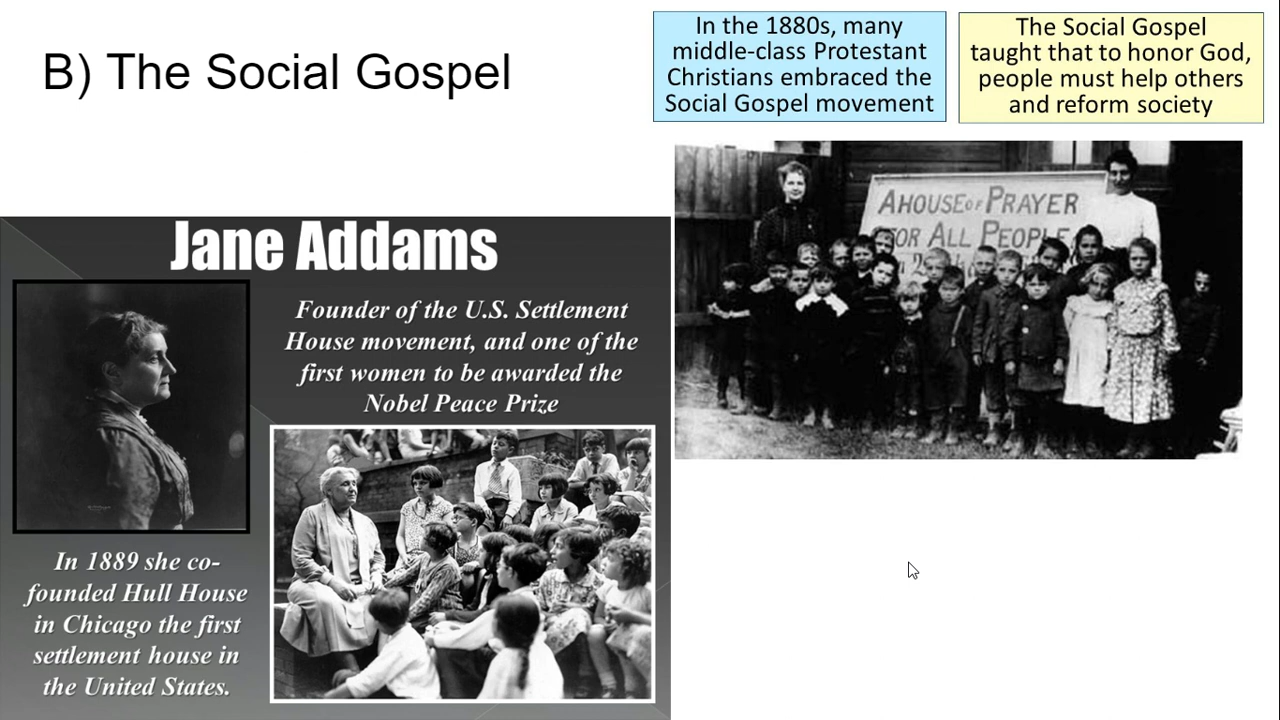 B) The Social Gospel
In the 1880s, many
middle-class Protestant
Christians embraced the
Social Gospel movement
The Social Gospel
taught that to honor God,
people must help others
and reform society
A HOUSE OF PRAYER
FOR ALL PEOPLE
Jane Addams
Founder of the U.S. Settlement
House movement, and one of the
first women to be awarded the
Nobel Peace Prize
In 1889 she co-
founded Hull House
in Chicago the first
settlement house in
the United States.